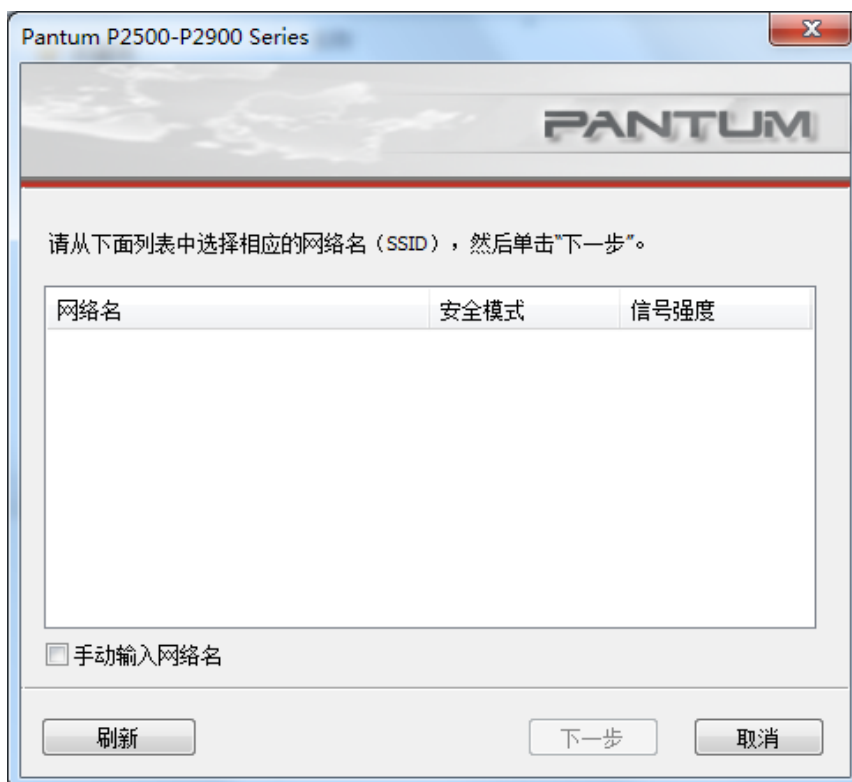 Pantum P2500-P2900 Series
PANTUM
请从下面列表中选择相应的网络名（SSID），然后单击“下一步”。
网络名 安全模式 信号强度
手动输入网络名
刷新 下一步 取消